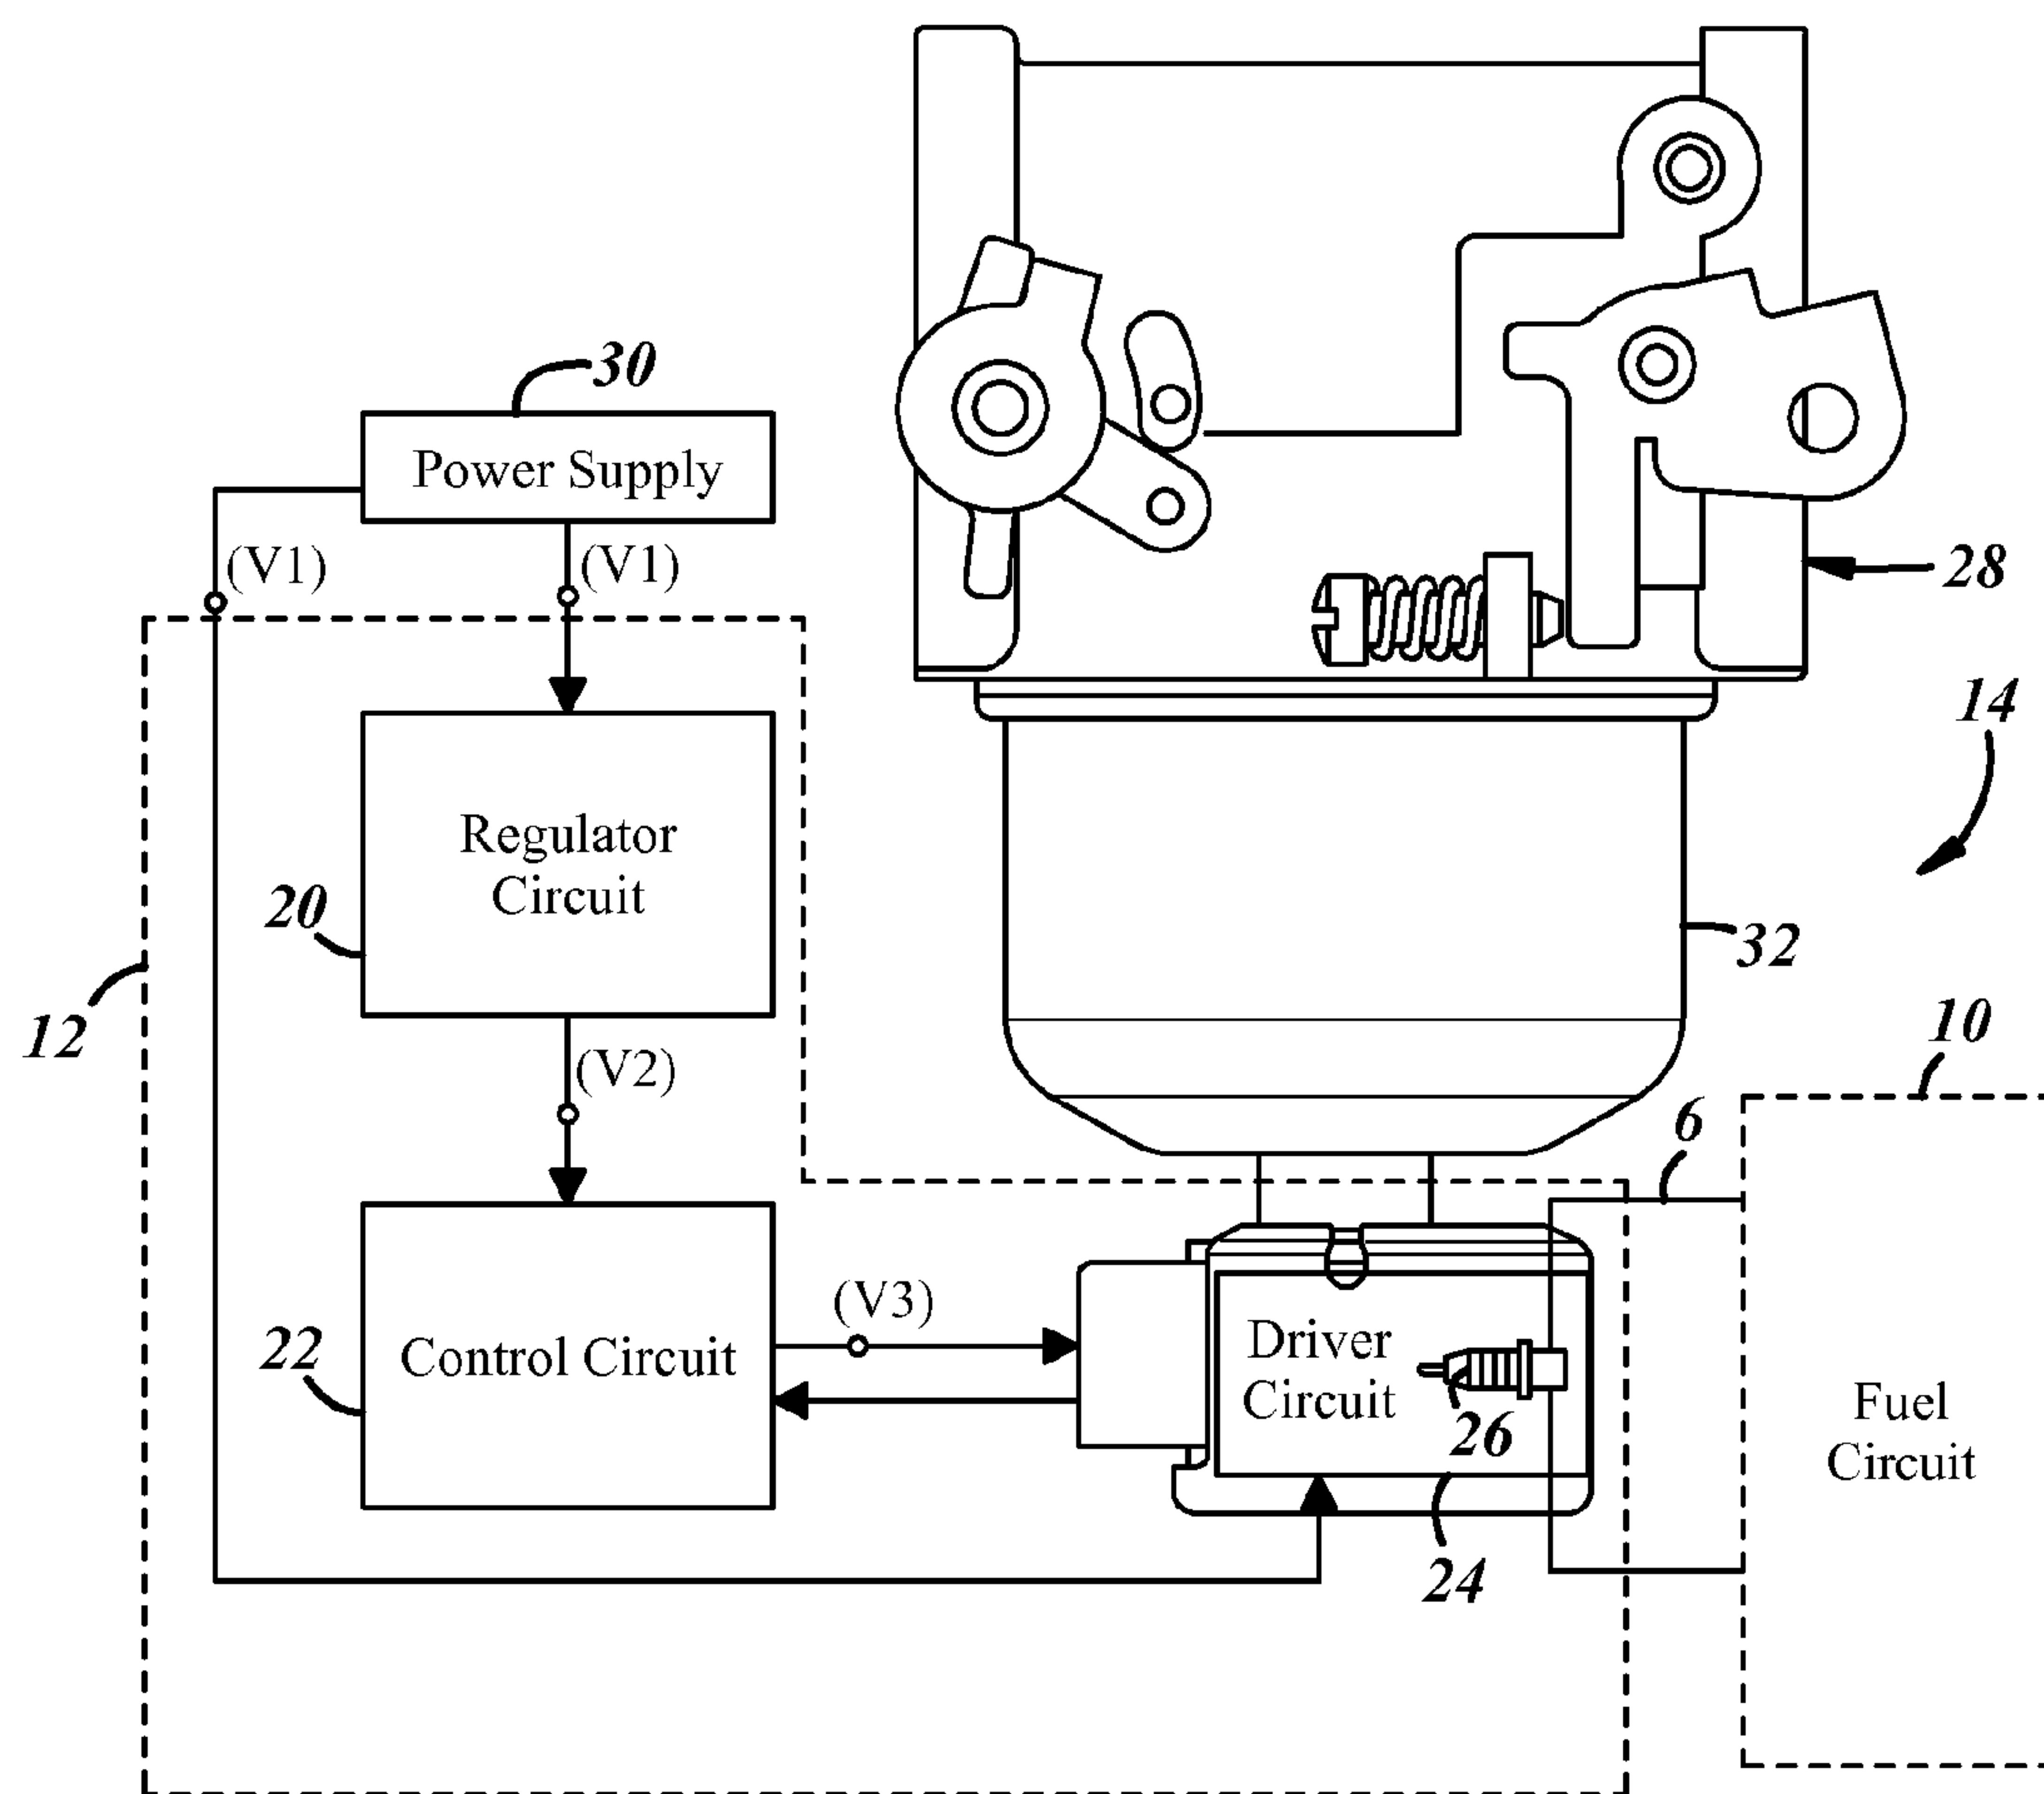 30
Power Supply
(V1)
(V1)
28
14
Regulator
Circuit
20
32
12
10
(V2)
6
(V3)
Driver
Circuit
22
Control Circuit
26
Fuel
Circuit
24